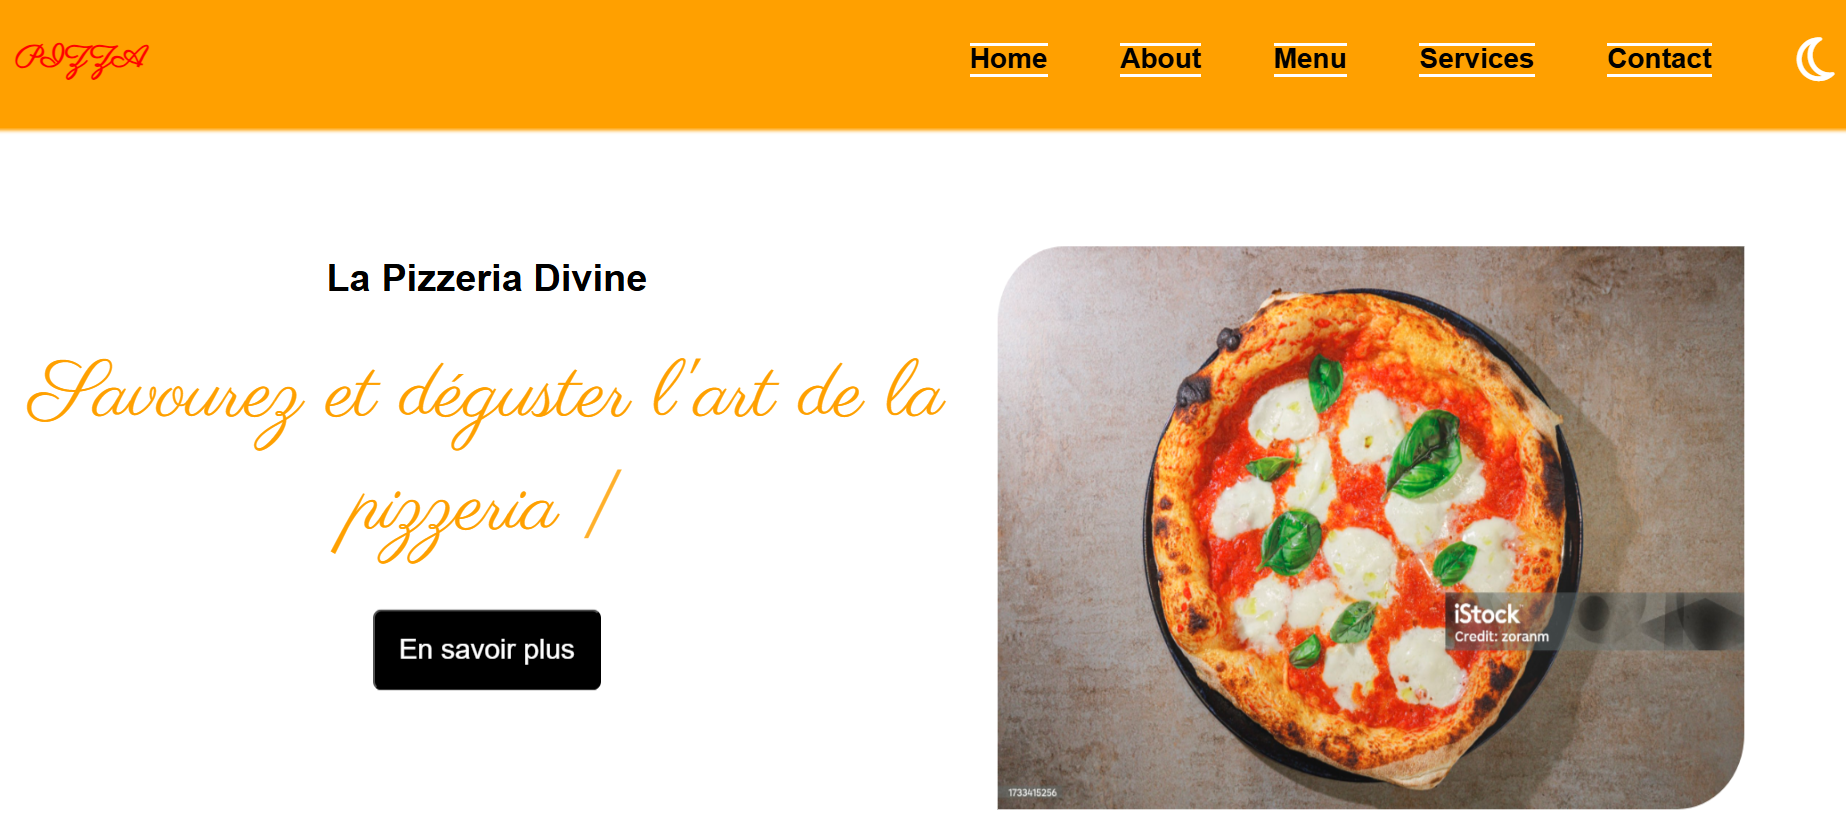 PIZZA
Home About Menu Services Contact
La Pizzeria Divine
Savourez et déguster l'art de la
pizzeria /
En savoir plus
iStock
Credit: zoranm
1733415256